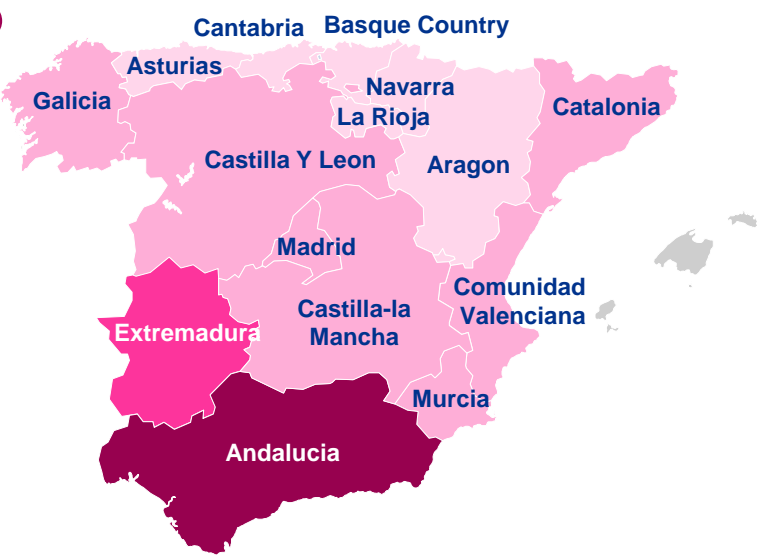 Cantabria
Basque Country
Asturias
Navarra
Galicia
Catalonia
La Rioja
Castilla Y Leon
Aragon
Madrid
Comunidad
Valenciana
Castilla-la
Mancha
Extremadura
Murcia
Andalucia